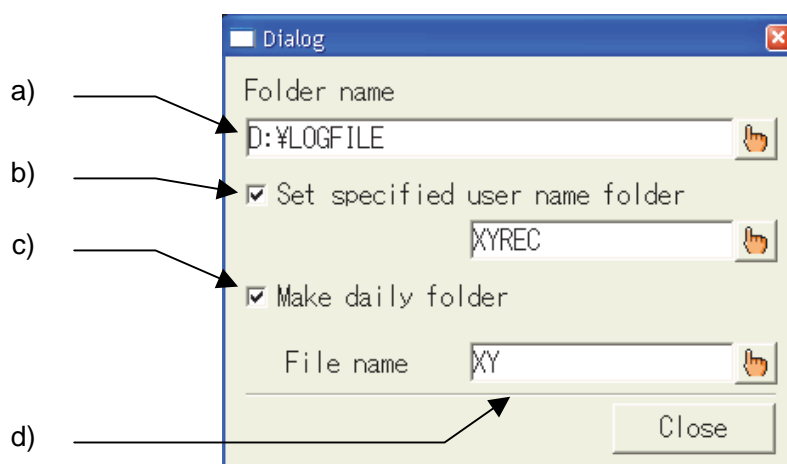 Dialog
a)
Folder name
D:¥LOGFILE
b)
Set specified user name folder
XYREC
c)
Make daily folder
File name
XY
d)
Close